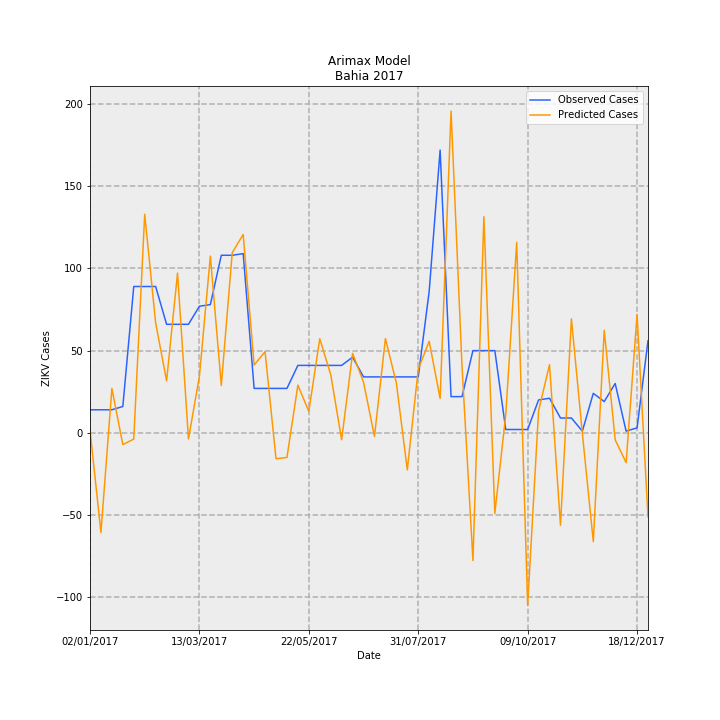 Arimax Model
Bahia 2017
Observed Cases
Predicted Cases
ZIKV Cases
200
150
100
50
0
−50
−100
02/01/2017 13/03/2017 22/05/2017 31/07/2017 09/10/2017 18/12/2017
Date